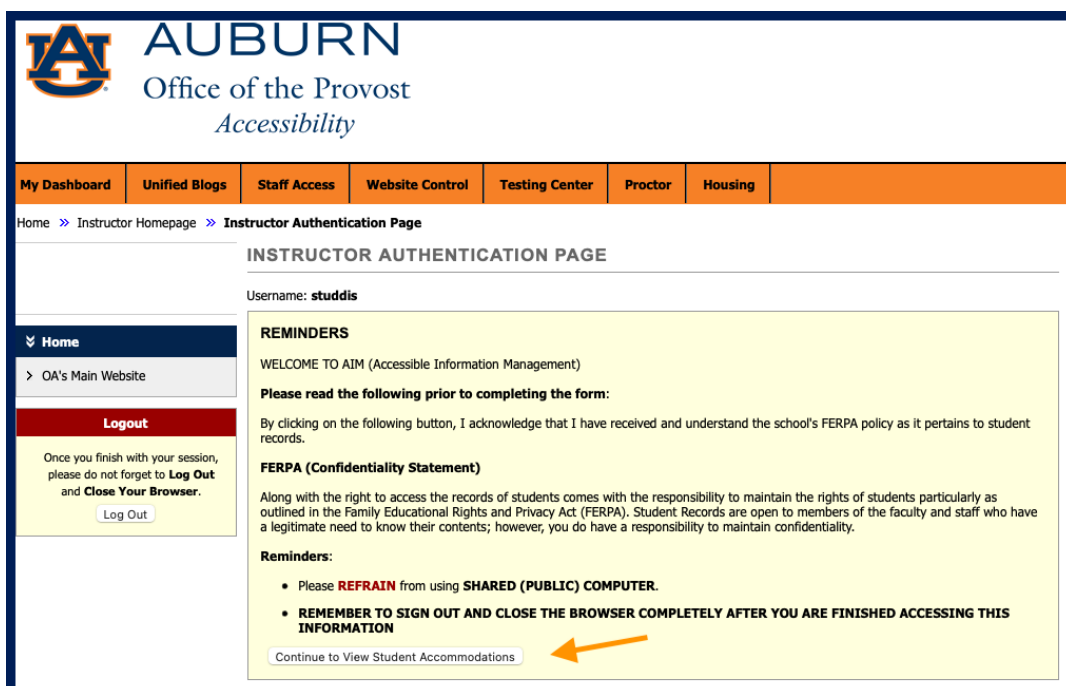 AUBURN
Office of the Provost
Accessibility
My Dashboard Unified Blogs Staff Access Website Control Testing Center Proctor Housing
Home » Instructor Homepage » Instructor Authentication Page
INSTRUCTOR AUTHENTICATION PAGE
Username: studdis
Home
> OA's Main Website
Logout
Once you finish with your session,
please do not forget to Log Out
and Close Your Browser.
Log Out
REMINDERS
WELCOME TO AIM (Accessible Information Management)
Please read the following prior to completing the form:
By clicking on the following button, I acknowledge that I have received and understand the school's FERPA policy as it pertains to student
records.
FERPA (Confidentiality Statement)
Along with the right to access the records of students comes with the responsibility to maintain the rights of students particularly as
outlined in the Family Educational Rights and Privacy Act (FERPA). Student Records are open to members of the faculty and staff who have
a legitimate need to know their contents; however, you do have a responsibility to maintain confidentiality.
Reminders:
• Please REFRAIN from using SHARED (PUBLIC) COMPUTER.
• REMEMBER TO SIGN OUT AND CLOSE THE BROWSER COMPLETELY AFTER YOU ARE FINISHED ACCESSING THIS
INFORMATION
Continue to View Student Accommodations